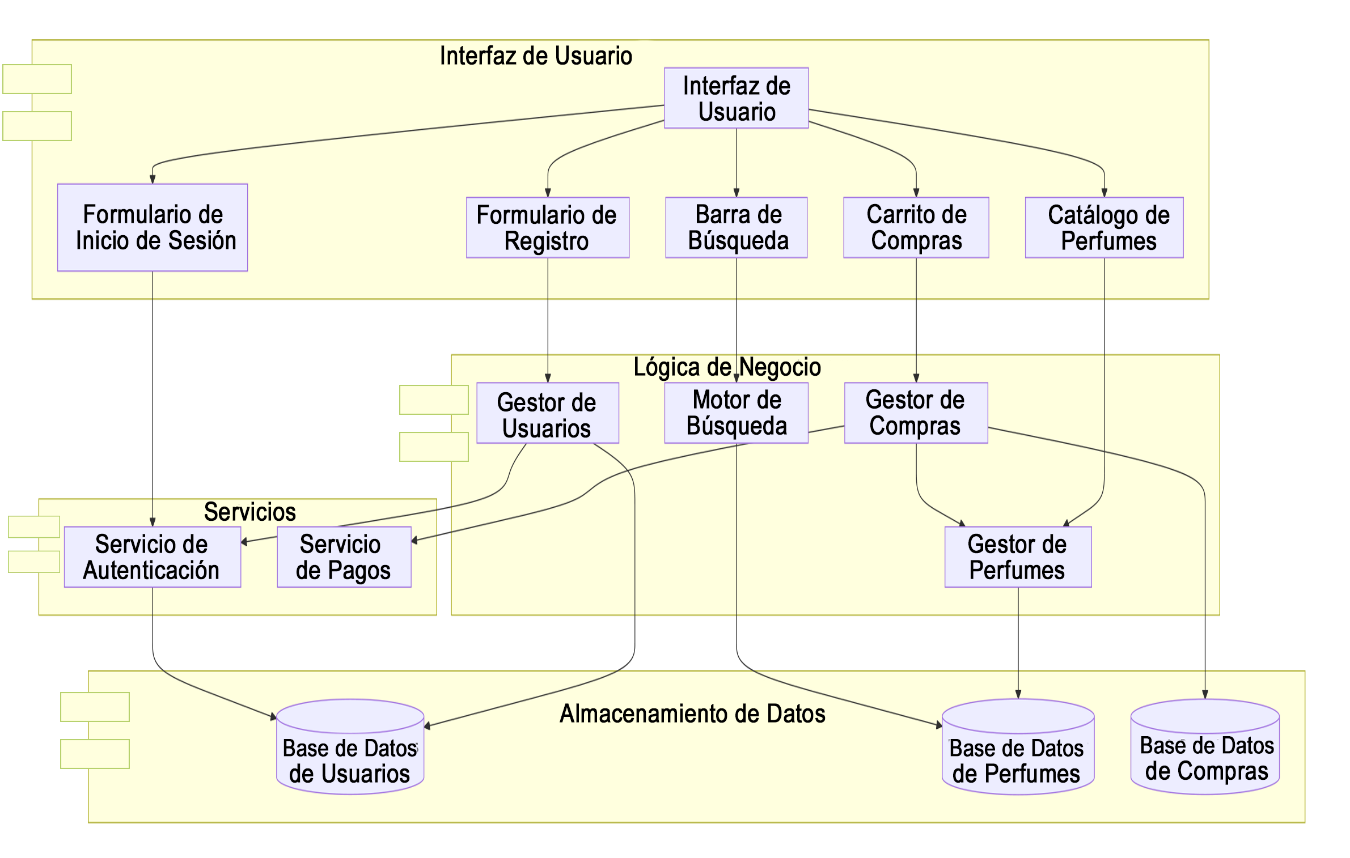 Interfaz de Usuario
Interfaz de
Usuario
Formulario de
Inicio de Sesión
Formulario de
Registro
Barra de
Búsqueda
Carrito de
Compras
Catálogo de
Perfumes
Lógica de Negocio
Gestor de
Usuarios
Motor de
Búsqueda
Gestor de
Compras
Servicios
Servicio de
Autenticación
Servicio
de Pagos
Gestor de
Perfumes
Almacenamiento de Datos
Base de Datos
de Usuarios
Base de Datos
de Perfumes
Base de Datos
de Compras